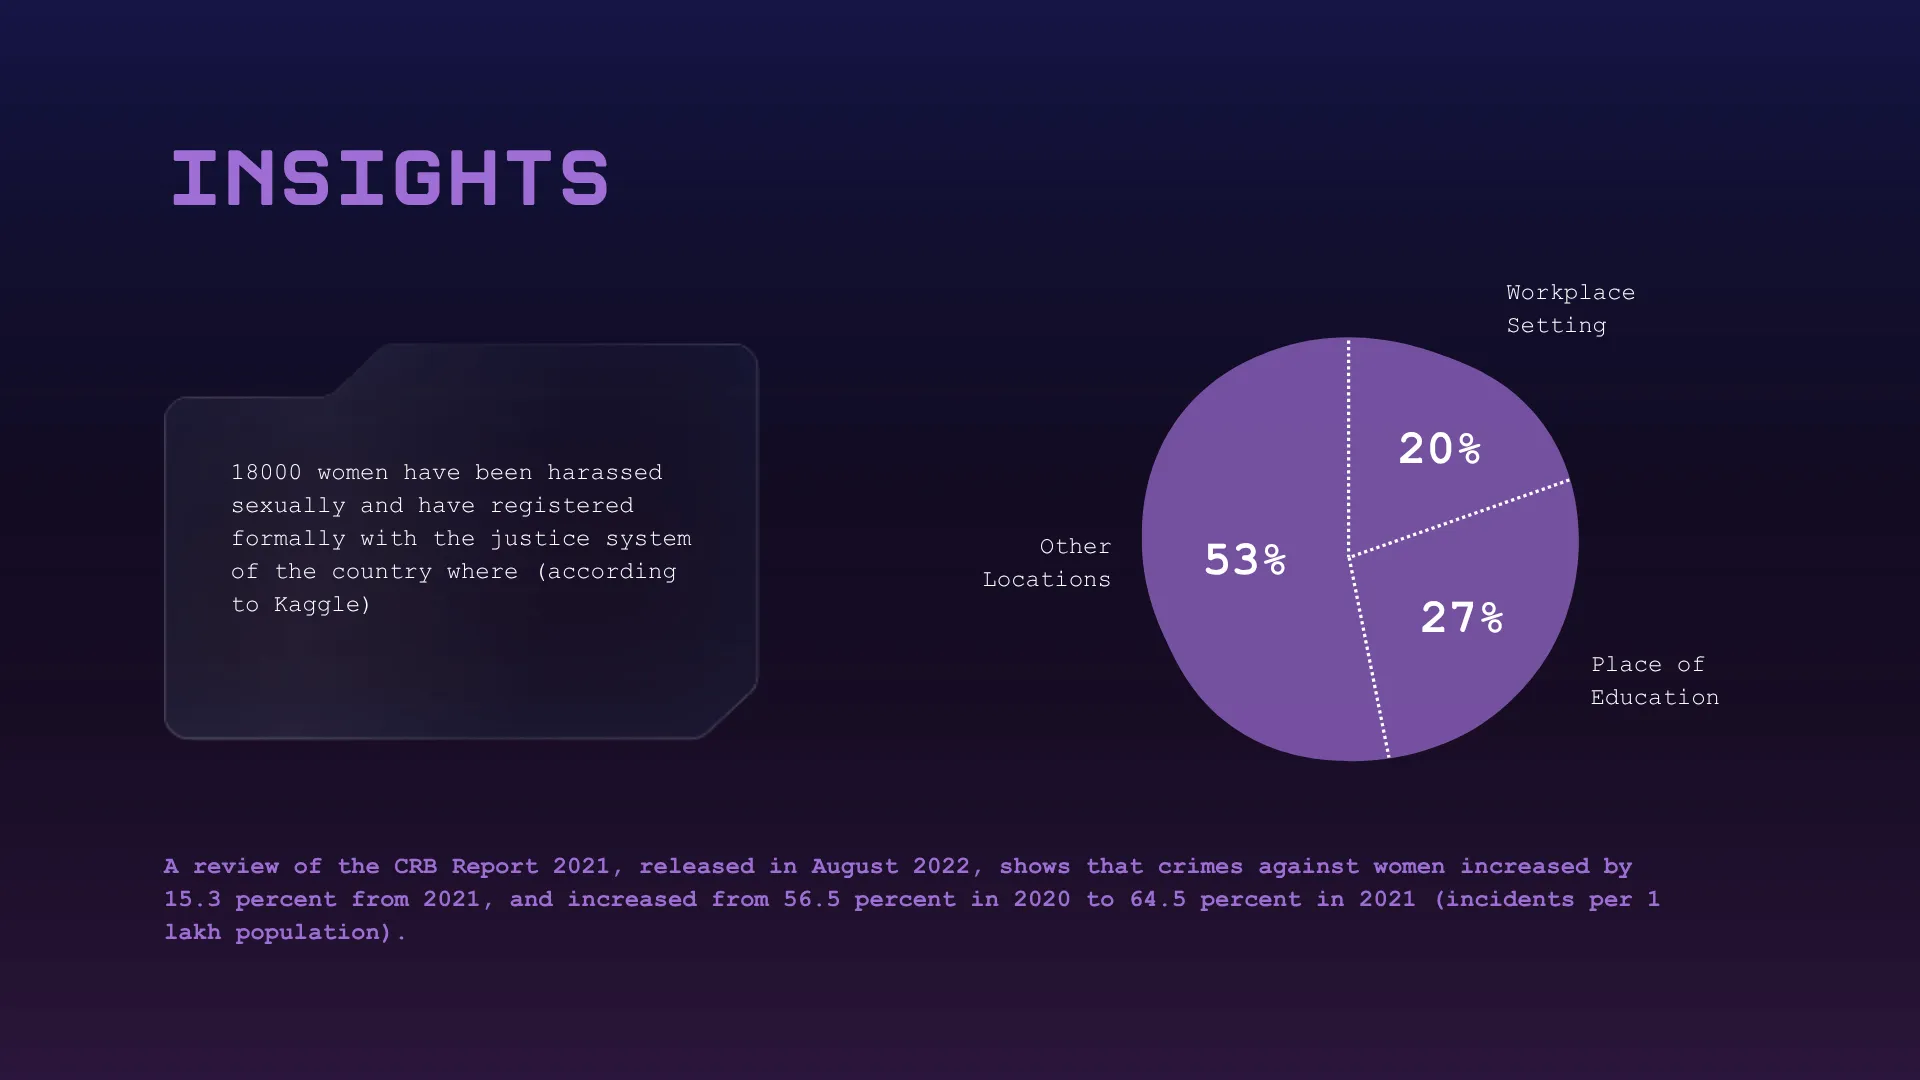 INSIGHTS
18000 women have been harassed
sexually and have registered
formally with the justice system
of the country where (according
to Kaggle)
Workplace
Setting
20%
Other
Locations
53%
27%
Place of
Education
A review of the CRB Report 2021, released in August 2022, shows that crimes against women increased by
15.3 percent from 2021, and increased from 56.5 percent in 2020 to 64.5 percent in 2021 (incidents per 1
lakh population).